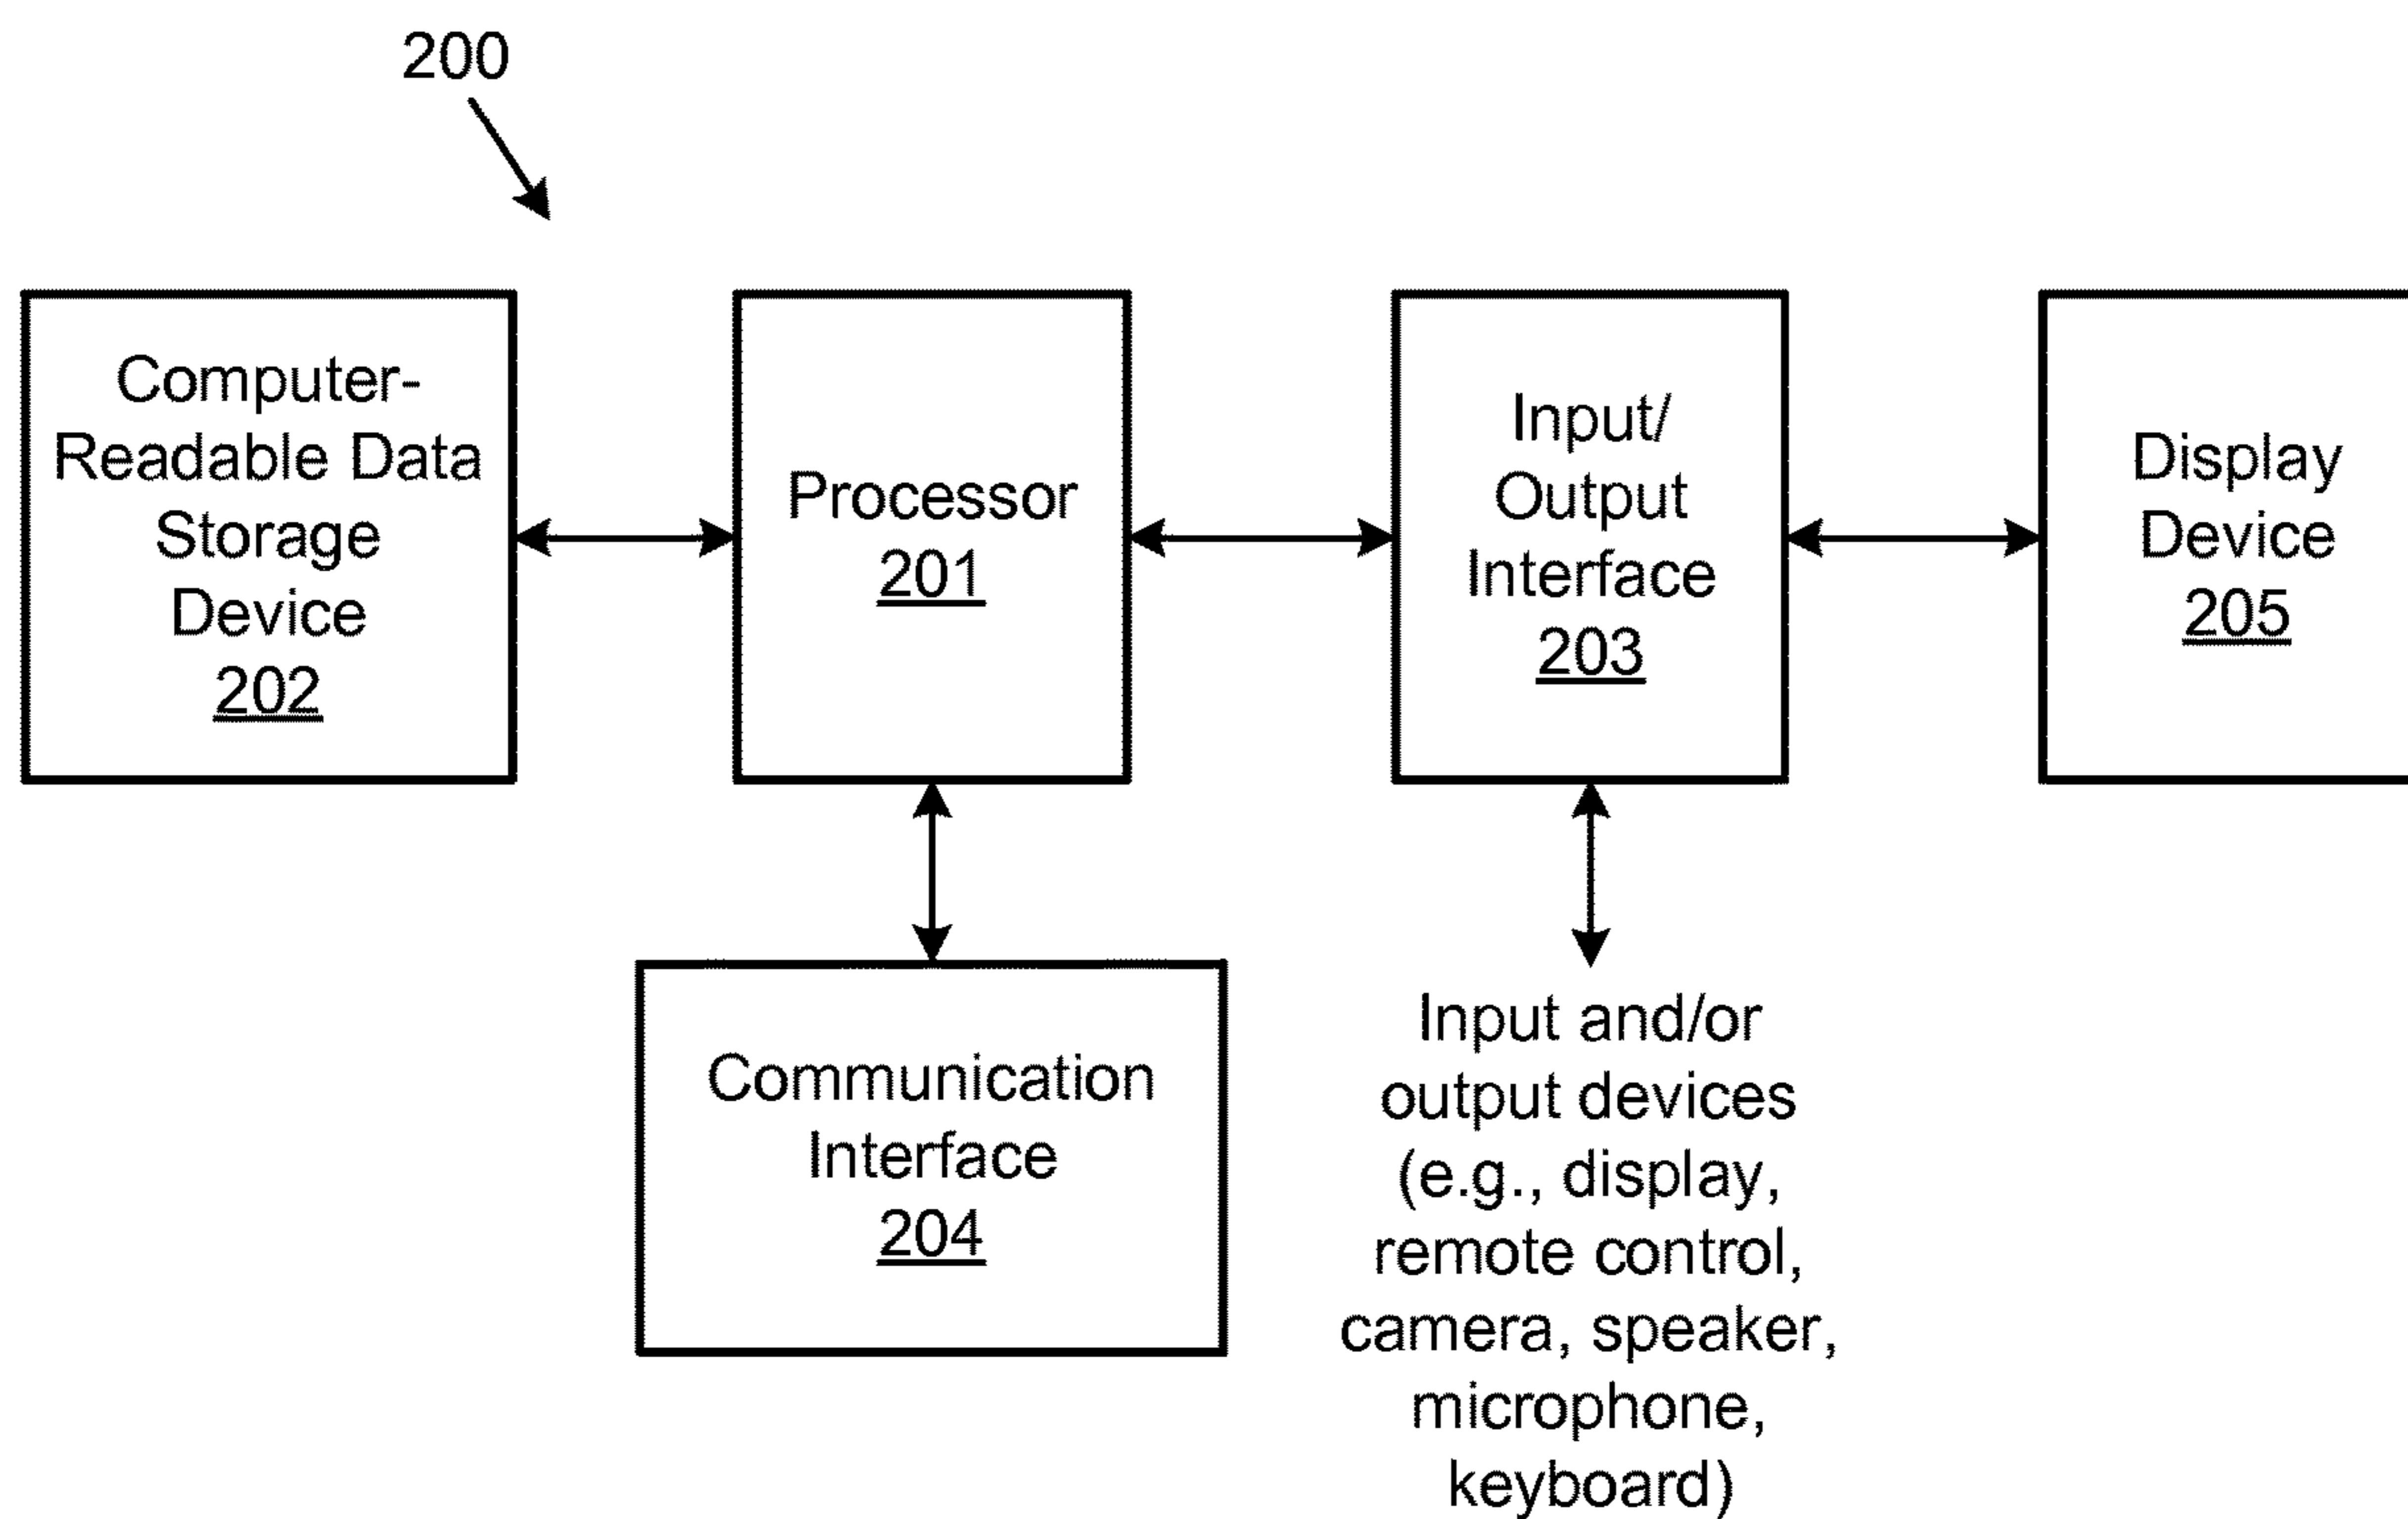 200
Computer-
Readable Data
Storage
Device
202
Processor
201
Input/
Output
Interface
203
Display
Device
205
Communication
Interface
204
Input and/or
output devices
(e.g., display,
remote control,
camera, speaker,
microphone,
keyboard)